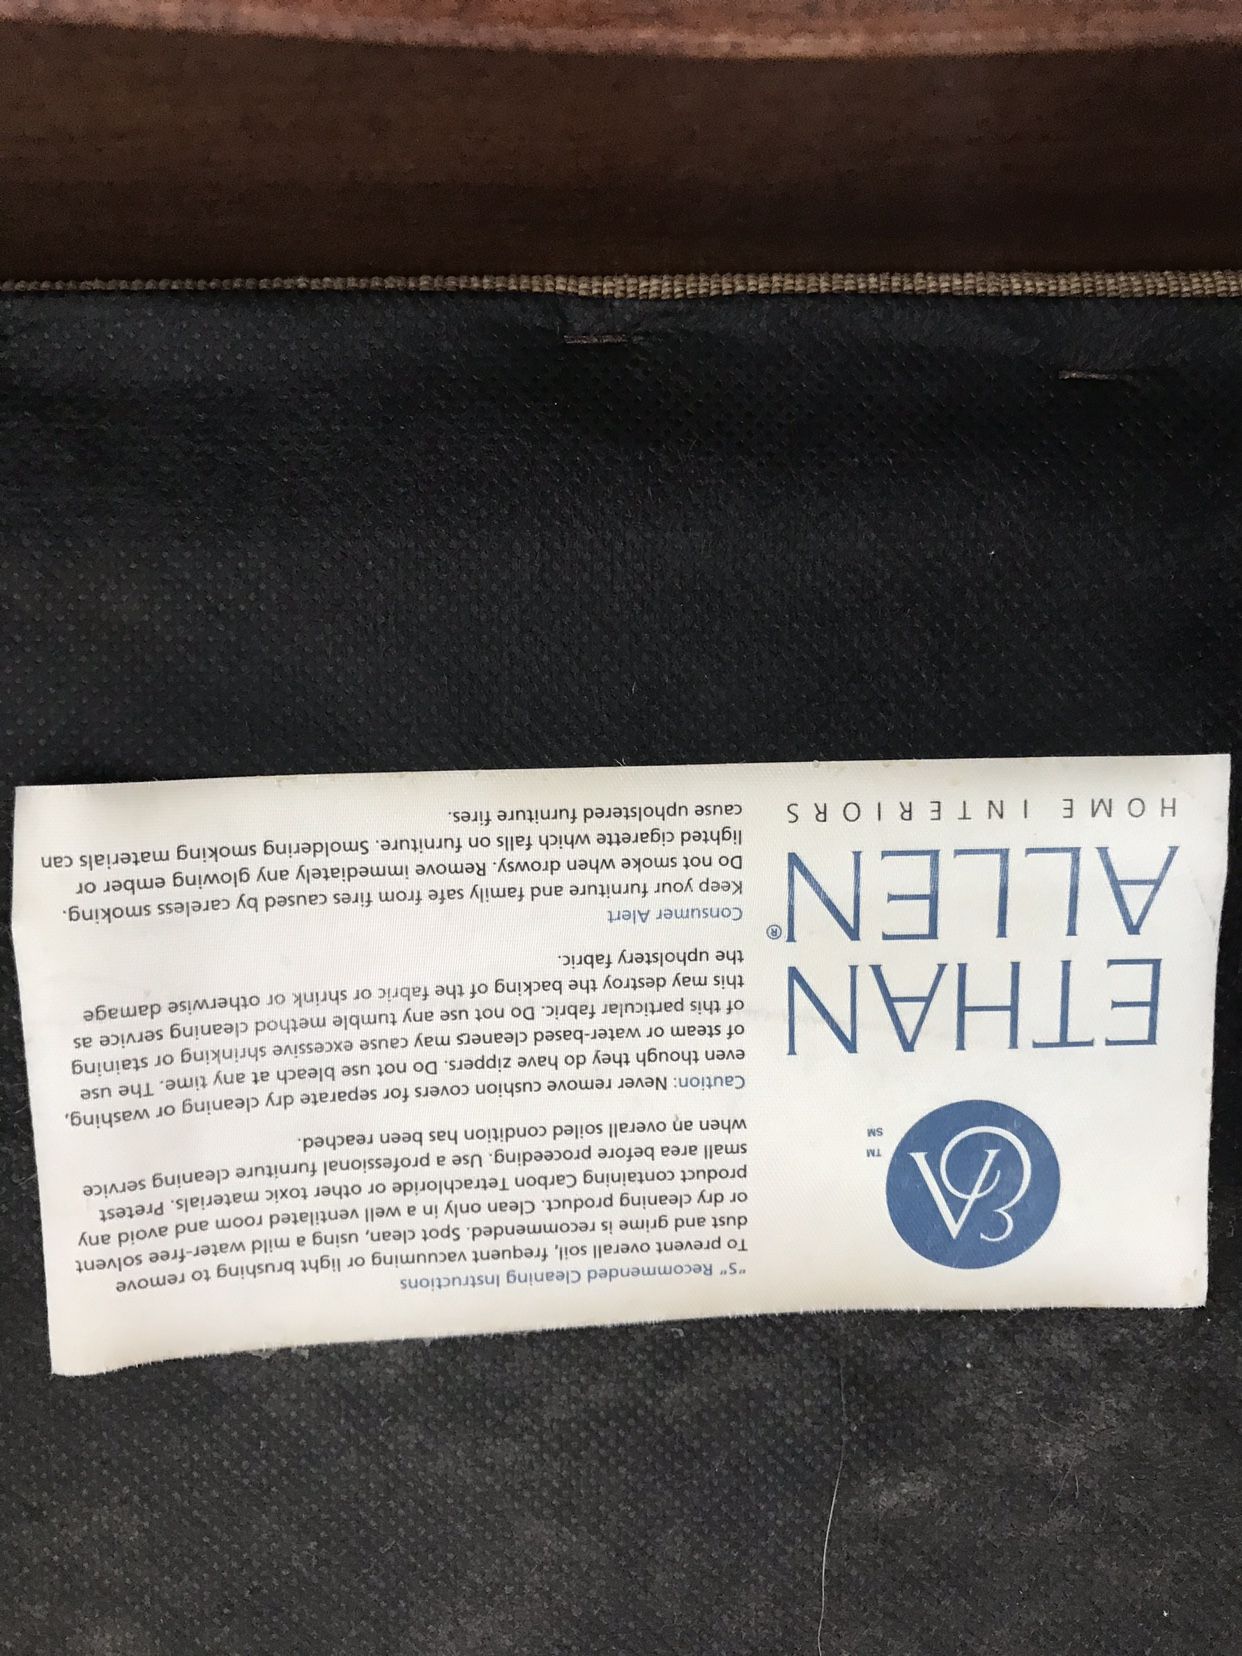 ETHAN
ALLEN®
HOME INTERIORS
TM
SM
"S" Recommended Cleaning Instructions
To prevent overall soil, frequent vacuuming or light brushing to remove
dust and grime is recommended. Spot clean, using a mild water-free solvent
or dry cleaning product. Clean only in a well ventilated room and avoid any
product containing Carbon Tetrachloride or other toxic materials. Pretest
small area before proceeding. Use a professional furniture cleaning service
when an overall soiled condition has been reached.
Caution: Never remove cushion covers for separate dry cleaning or washing,
even though they do have zippers. Do not use bleach at any time. The use
of steam or water-based cleaners may cause excessive shrinking or staining
of this particular fabric. Do not use any tumble method cleaning service as
this may destroy the backing of the fabric or shrink or otherwise damage
the upholstery fabric.
Consumer Alert
Keep your furniture and family safe from fires caused by careless smoking.
Do not smoke when drowsy. Remove immediately any glowing ember or
lighted cigarette which falls on furniture. Smoldering smoking materials can
cause upholstered furniture fires.